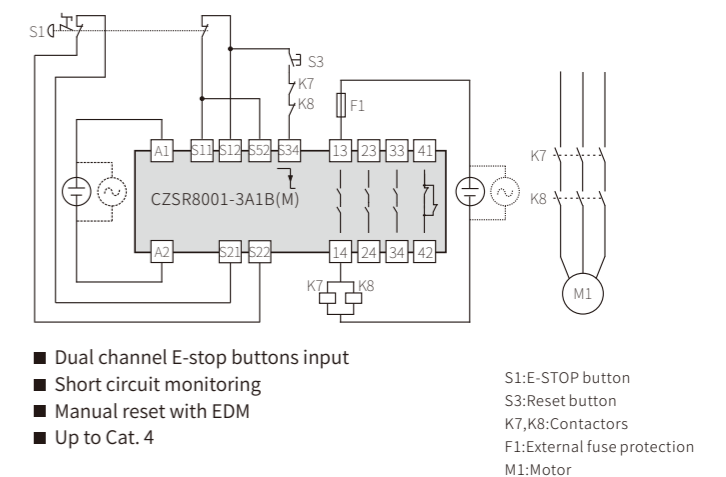 S1
S3
K7
K8
F1
A1 S11 S12 S52 S34 13 23 33 41
K7
K8
CZSR8001-3A1B(M)
A2 S21 S22 14 24 34 42
K7 K8
M1
■ Dual channel E-stop buttons input
■ Short circuit monitoring
■ Manual reset with EDM
■ Up to Cat. 4
S1:E-STOP button
S3:Reset button
K7,K8:Contactors
F1:External fuse protection
M1:Motor